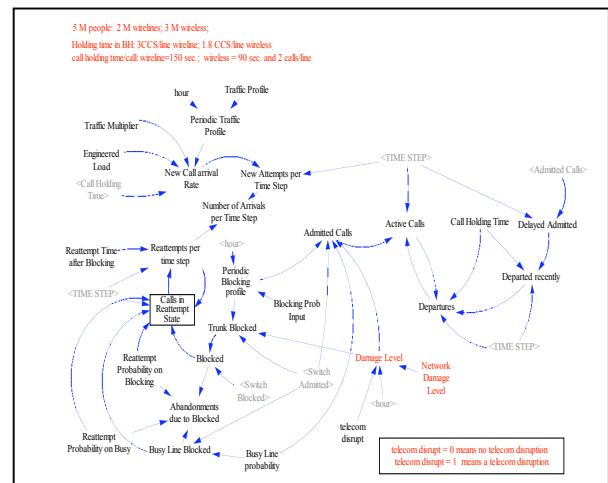 5 M people: 2 M wirelines; 3 M wireless;
Holding time in BH: 3CCS/line wireline; 1.8 CCS/line wireless
call holding time/call: wireline=150 sec.; wireless = 90 sec. and 2 calls/line
hour
Traffic Profile
Periodic Traffic
Profile
Traffic Multiplier
Engineered
Load
<Call Holding
Time>
New Call arrival
Rate
New Attempts per
Time Step
<TIME STEP>
<Admitted Calls>
Number of Arrivals
per Time Step
Admitted Calls
Active Calls
Call Holding Time
Delayed Admitted
Reattempt Time
after Blocking
Reattempts per
time step
<hour>
Periodic
Blocking
profile
Departed recently
<TIME STEP>
Calls in
Reattempt
State
Blocking Prob
Input
Departures
Trunk Blocked
<TIME STEP>
Reattempt
Probability on
Blocking
Blocked
Damage Level
Network
Damage
Level
<Switch
Blocked>
<Switch
Admitted>
<hour>
Abandonments
due to Blocked
telecom
disrupt
Reattempt
Probability on Busy
Busy Line Blocked
Busy Line
probability
telecom disrupt = 0 means no telecom disruption
telecom disrupt = 1 means a telecom disruption